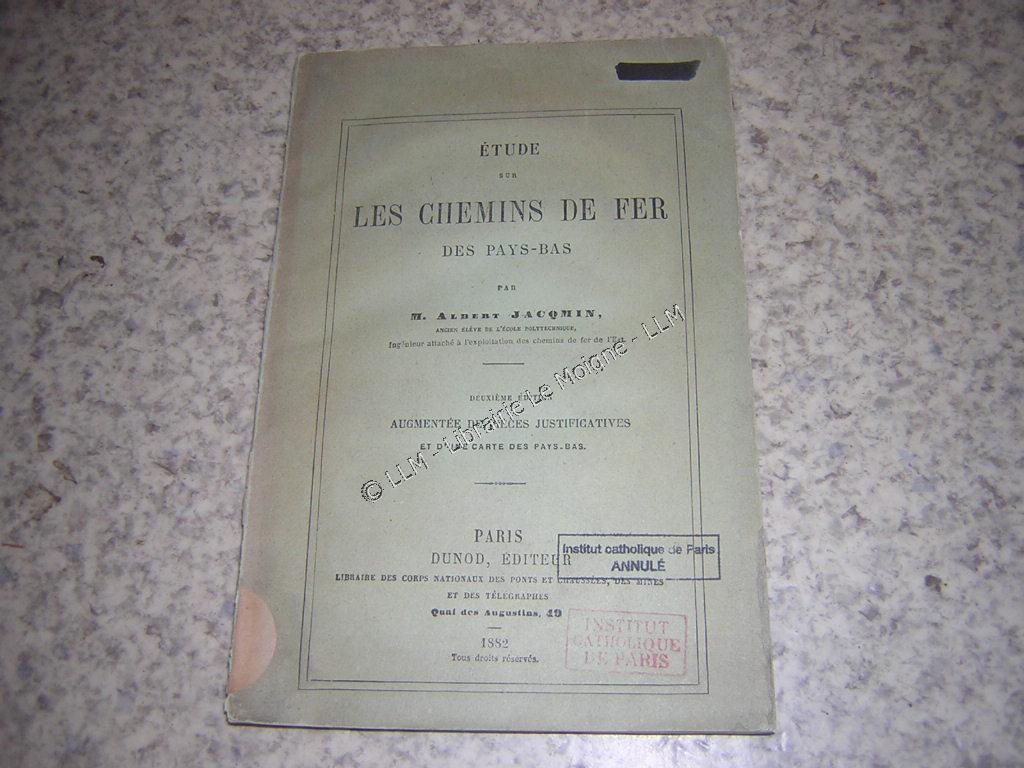 ÉTUDE
SUR
LES CHEMINS DE FER
DES PAYS-BAS
PAR
M. ALBERT JACQMIN,
ANCIEN ÉLÈVE DE L'ÉCOLE POLYTECHNIQUE,
Ingénieur attaché à l'exploitation des chemins de fer de l'Est.
DEUXIÈME ÉDITION
AUGMENTÉE DE PIÈCES JUSTIFICATIVES
ET D'UNE CARTE DES PAYS-BAS.
© LLM - Librairie Le Moigne - LLM
PARIS
DUNOD, ÉDITEUR
LIBRAIRE DES CORPS NATIONAUX DES PONTS ET CHAUSSÉES, DES MINES
ET DES TÉLÉGRAPHES
Quai des Augustins, 49
1882
Tous droits réservés.
Institut catholique de Paris
ANNULÉ
INSTITUT
CATHOLIQUE
DE PARIS